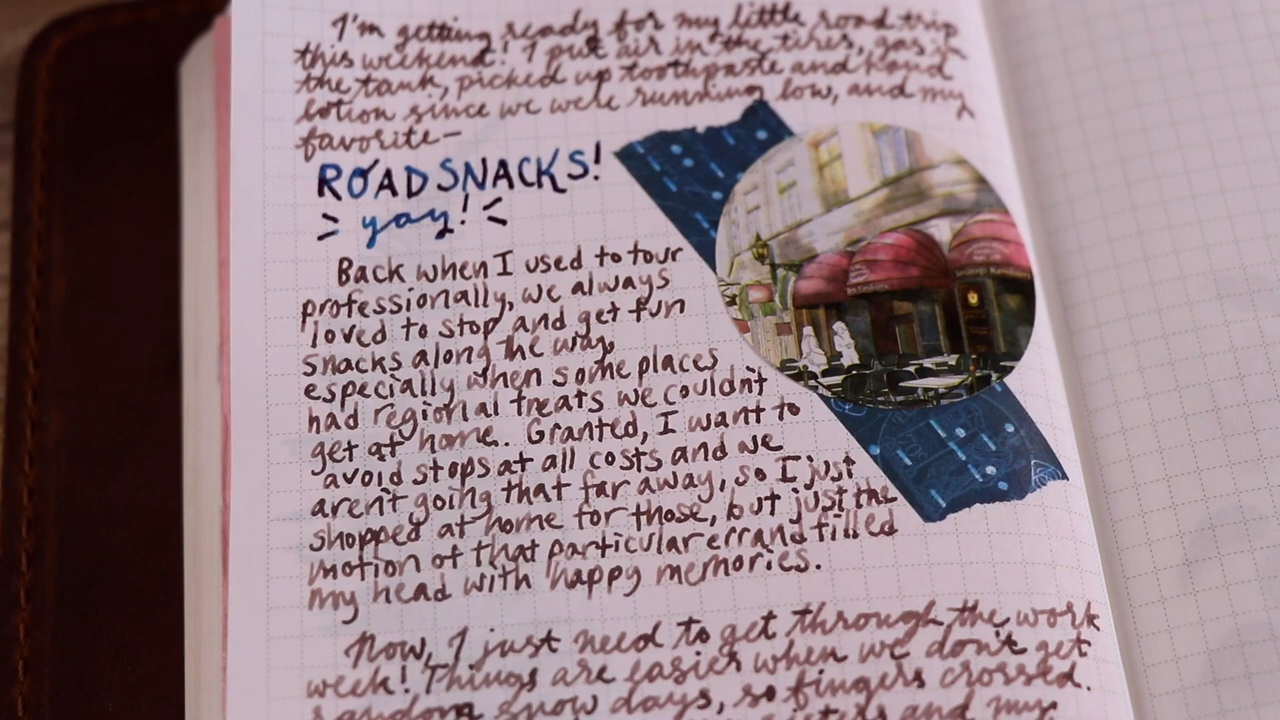 I'm getting ready for my little road trip
this weekend! I put air in the tires, gas in
the tank, picked up toothpaste and hand
lotion since we were running low, and my
favorite—
ROAD SNACKS!
yay!
Back when I used to tour
professionally, we always
loved to stop and get fun
snacks along the way,
especially when some places
had regional treats we couldn't
get at home. Granted, I want to
avoid stops at all costs and we
aren't going that far away, so I just
shopped at home for those, but just the
motion of that particular errand filled
my head with happy memories.
Now, I just need to get through the work
week! Things are easier when we don't get
random snow days, so fingers crossed.
sisters and my